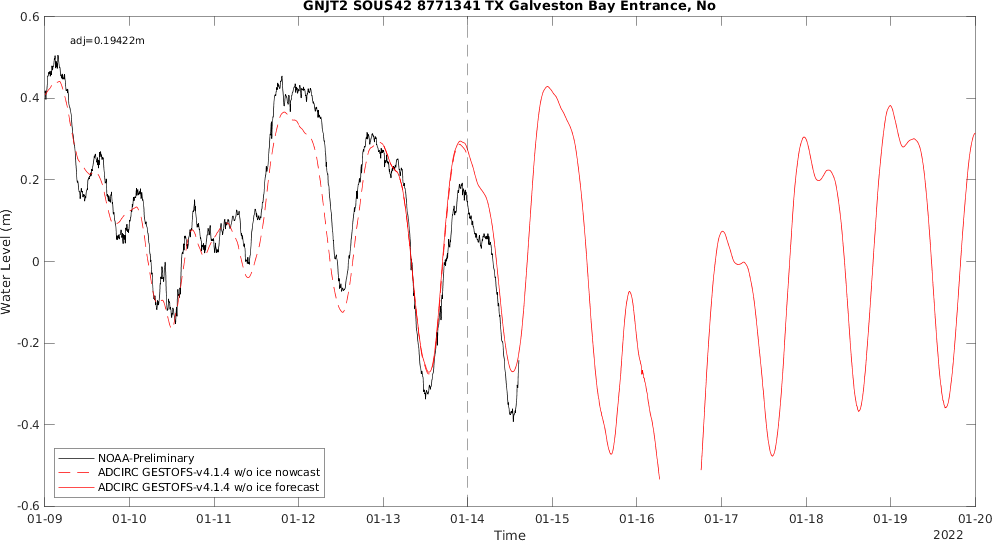 GNJT2 SOUS42 8771341 TX Galveston Bay Entrance, No
adj=0.19422m
0.6
0.4
0.2
0
-0.2
-0.4
-0.6
Water Level (m)
NOAA-Preliminary
ADCIRC GESTOFS-v4.1.4 w/o ice nowcast
ADCIRC GESTOFS-v4.1.4 w/o ice forecast
01-09 01-10 01-11 01-12 01-13 01-14 01-15 01-16 01-17 01-18 01-19 01-20
Time
2022